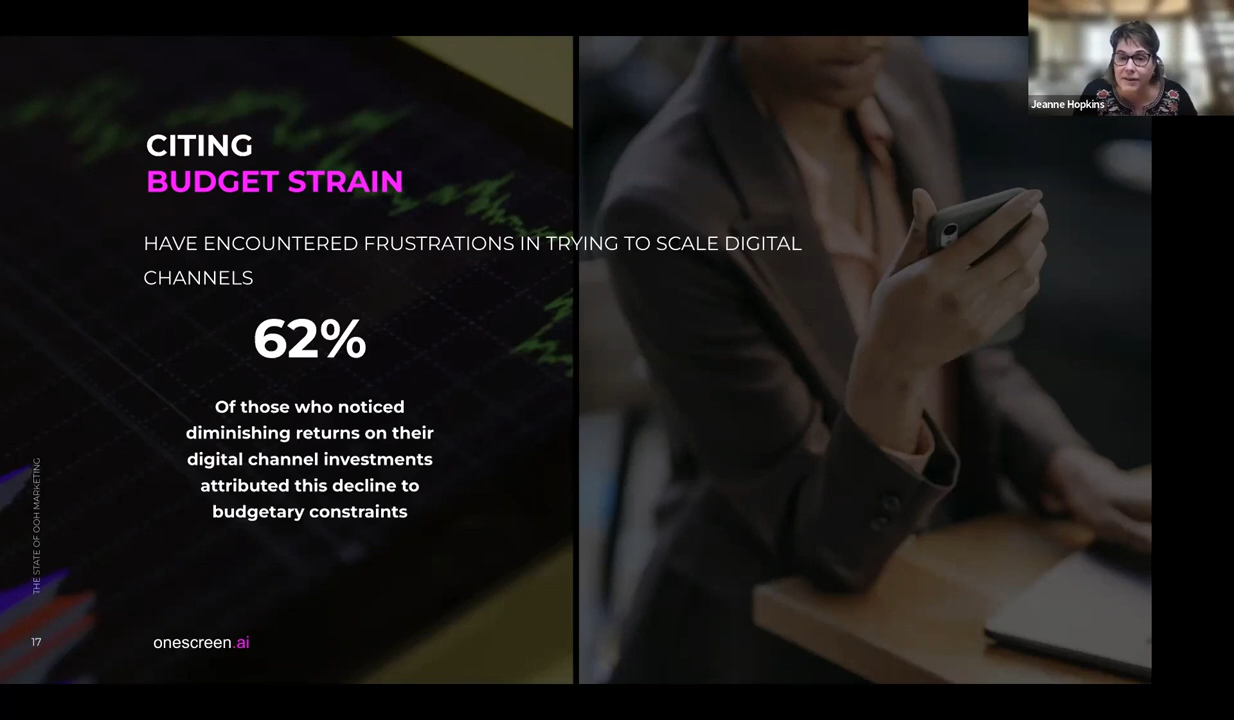 Jeanne Hopkins
CITING
BUDGET STRAIN
HAVE ENCOUNTERED FRUSTRATIONS IN TRYING TO SCALE DIGITAL
CHANNELS
62%
Of those who noticed
diminishing returns on their
digital channel investments
attributed this decline to
budgetary constraints
THE STATE OF OOH MARKETING
17
onescreen.ai